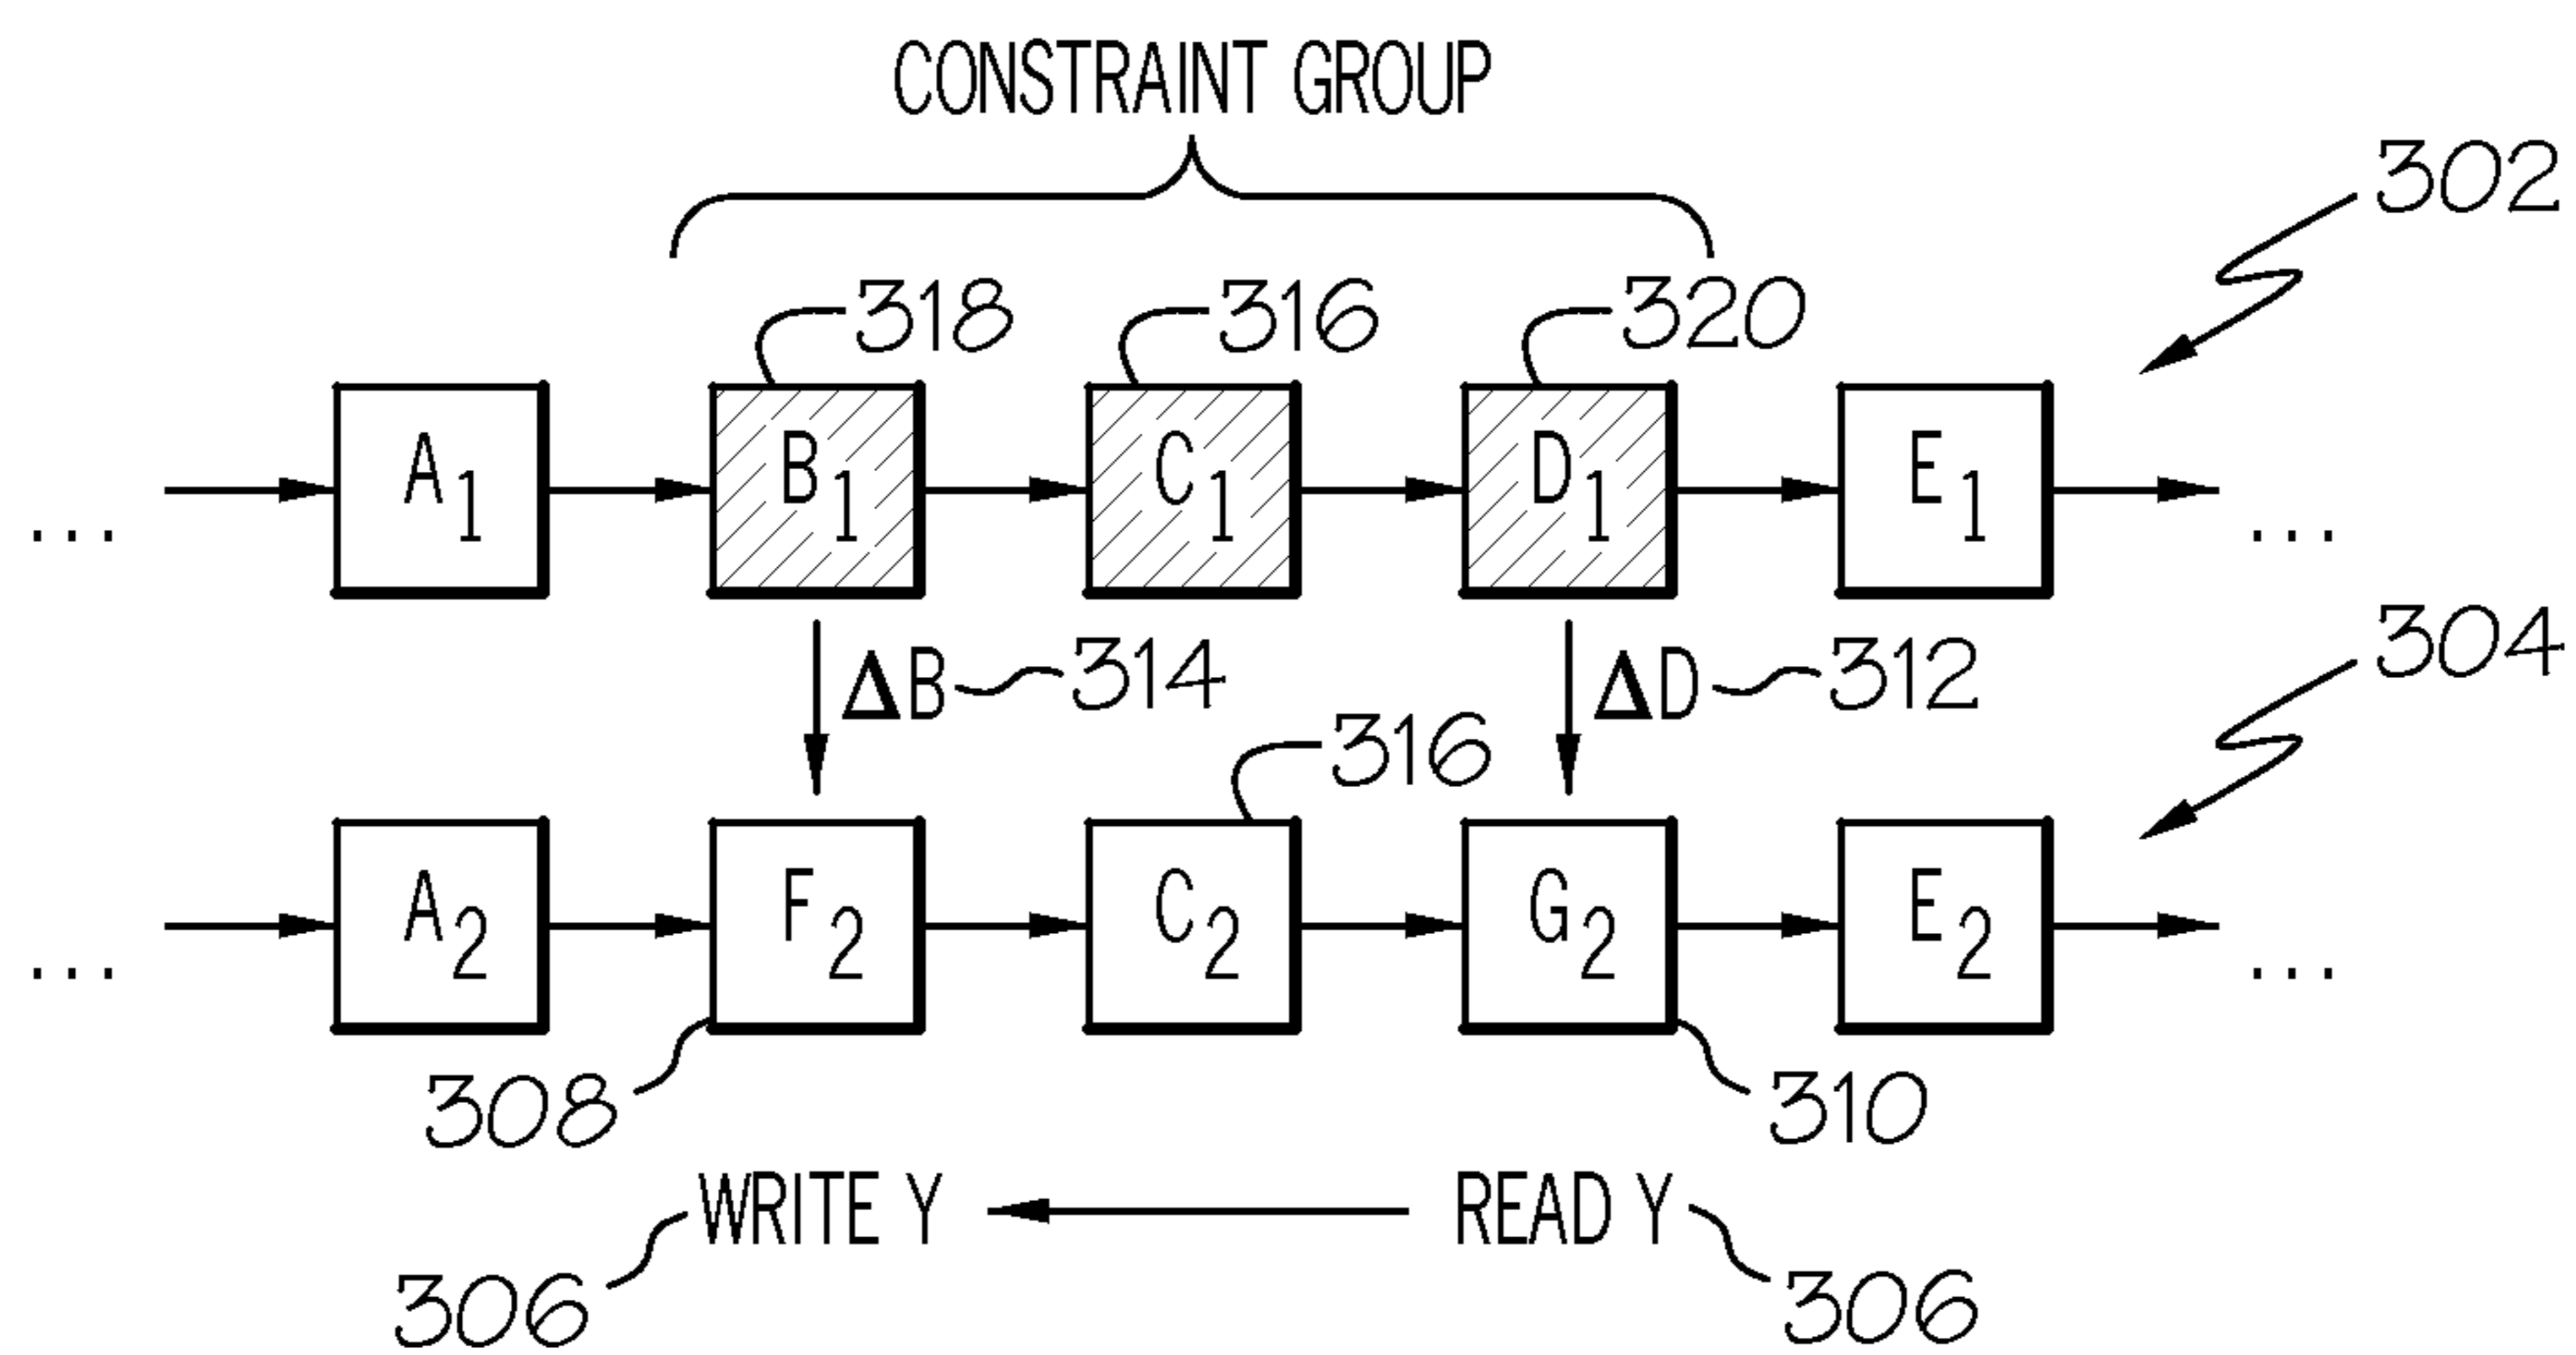 CONSTRAINT GROUP
302
318 316 320
... A1 B1 C1 D1 E1 ...
304
ΔB 314 ΔD 312
316
... A2 F2 C2 G2 E2 ...
308 310
WRITE Y READ Y
306 306